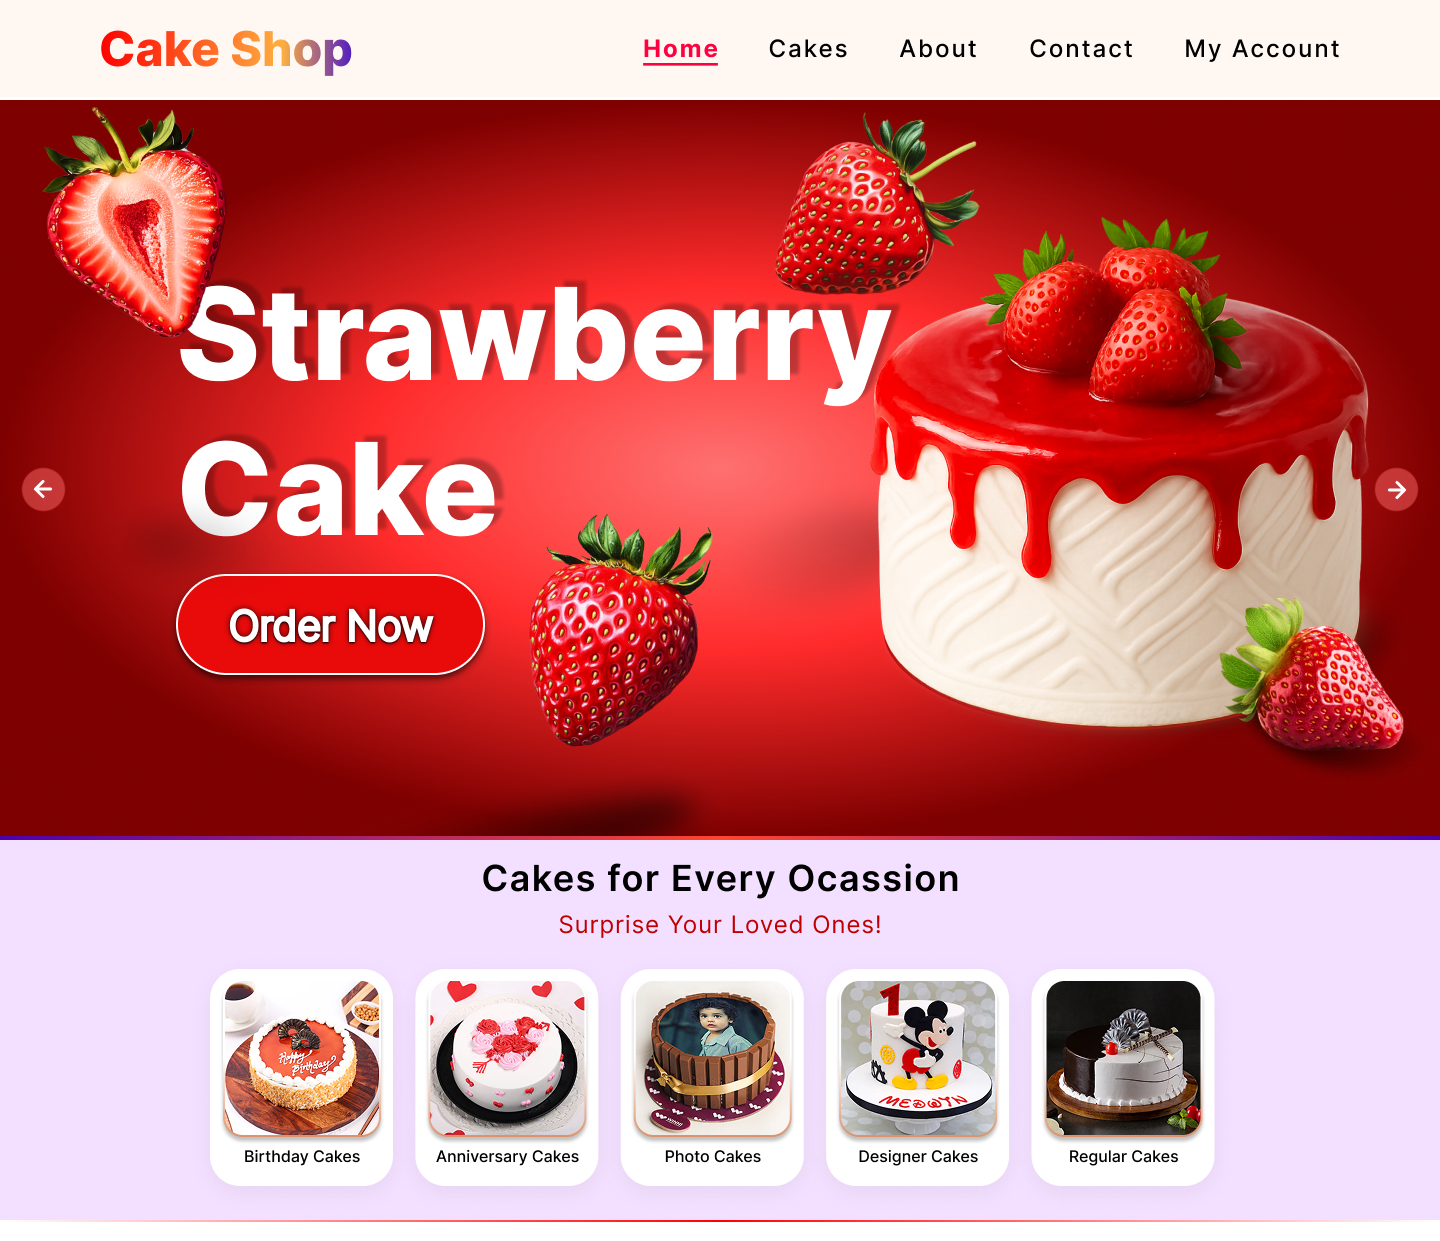 Cake Shop
Home Cakes About Contact My Account
Strawberry
Cake
Order Now
Cakes for Every Ocassion
Surprise Your Loved Ones!
Happy
Birthday
1
MEDWYN
Birthday Cakes Anniversary Cakes Photo Cakes Designer Cakes Regular Cakes